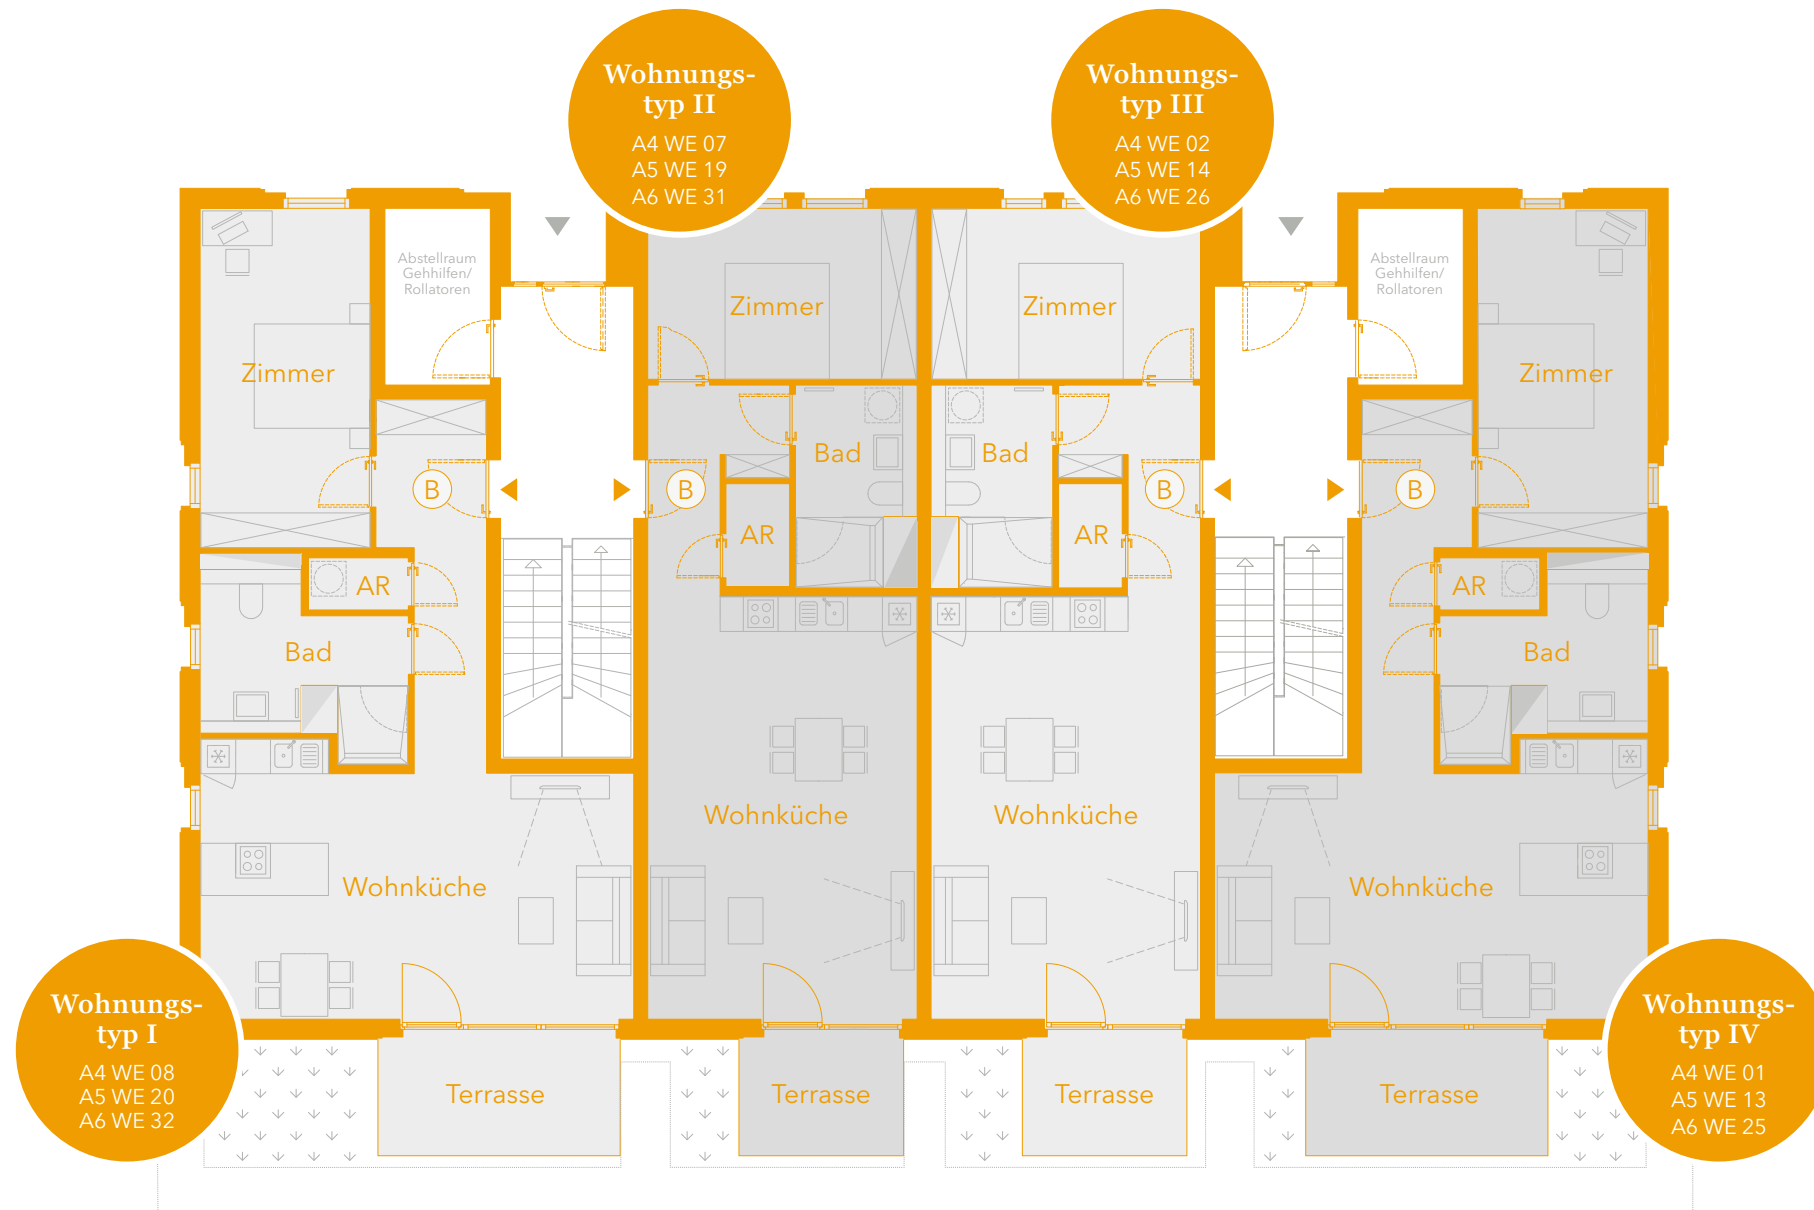 Wohnungs-
typ II
A4 WE 07
A5 WE 19
A6 WE 31
Wohnungs-
typ III
A4 WE 02
A5 WE 14
A6 WE 26
Abstellraum
Gehhilfen/
Rollatoren
Abstellraum
Gehhilfen/
Rollatoren
Zimmer
Zimmer
Zimmer
Zimmer
Bad
Bad
B
B
B
B
AR
AR
AR
AR
Bad
Bad
Wohnküche
Wohnküche
Wohnküche
Wohnküche
Wohnungs-
typ I
A4 WE 08
A5 WE 20
A6 WE 32
Terrasse
Terrasse
Terrasse
Terrasse
Wohnungs-
typ IV
A4 WE 01
A5 WE 13
A6 WE 25